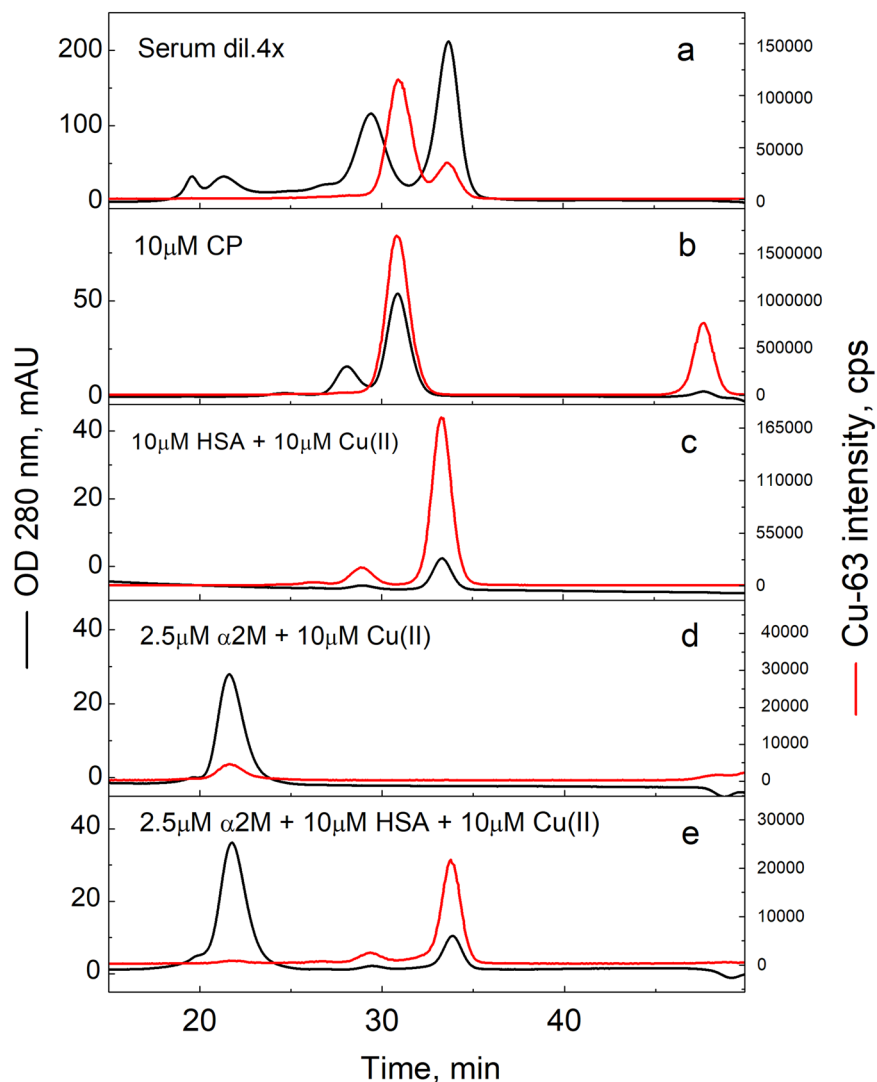 Serum dil.4x
a
200
100
0
150000
100000
50000
0
10μM CP
b
50
0
1500000
1000000
500000
0
10μM HSA + 10μM Cu(II)
c
40
20
0
165000
110000
55000
0
2.5μM α2M + 10μM Cu(II)
d
40
20
0
40000
30000
20000
10000
0
2.5μM α2M + 10μM HSA + 10μM Cu(II)
e
40
20
0
30000
20000
10000
0
20 30 40
Time, min
OD 280 nm, mAU
Cu-63 intensity, cps